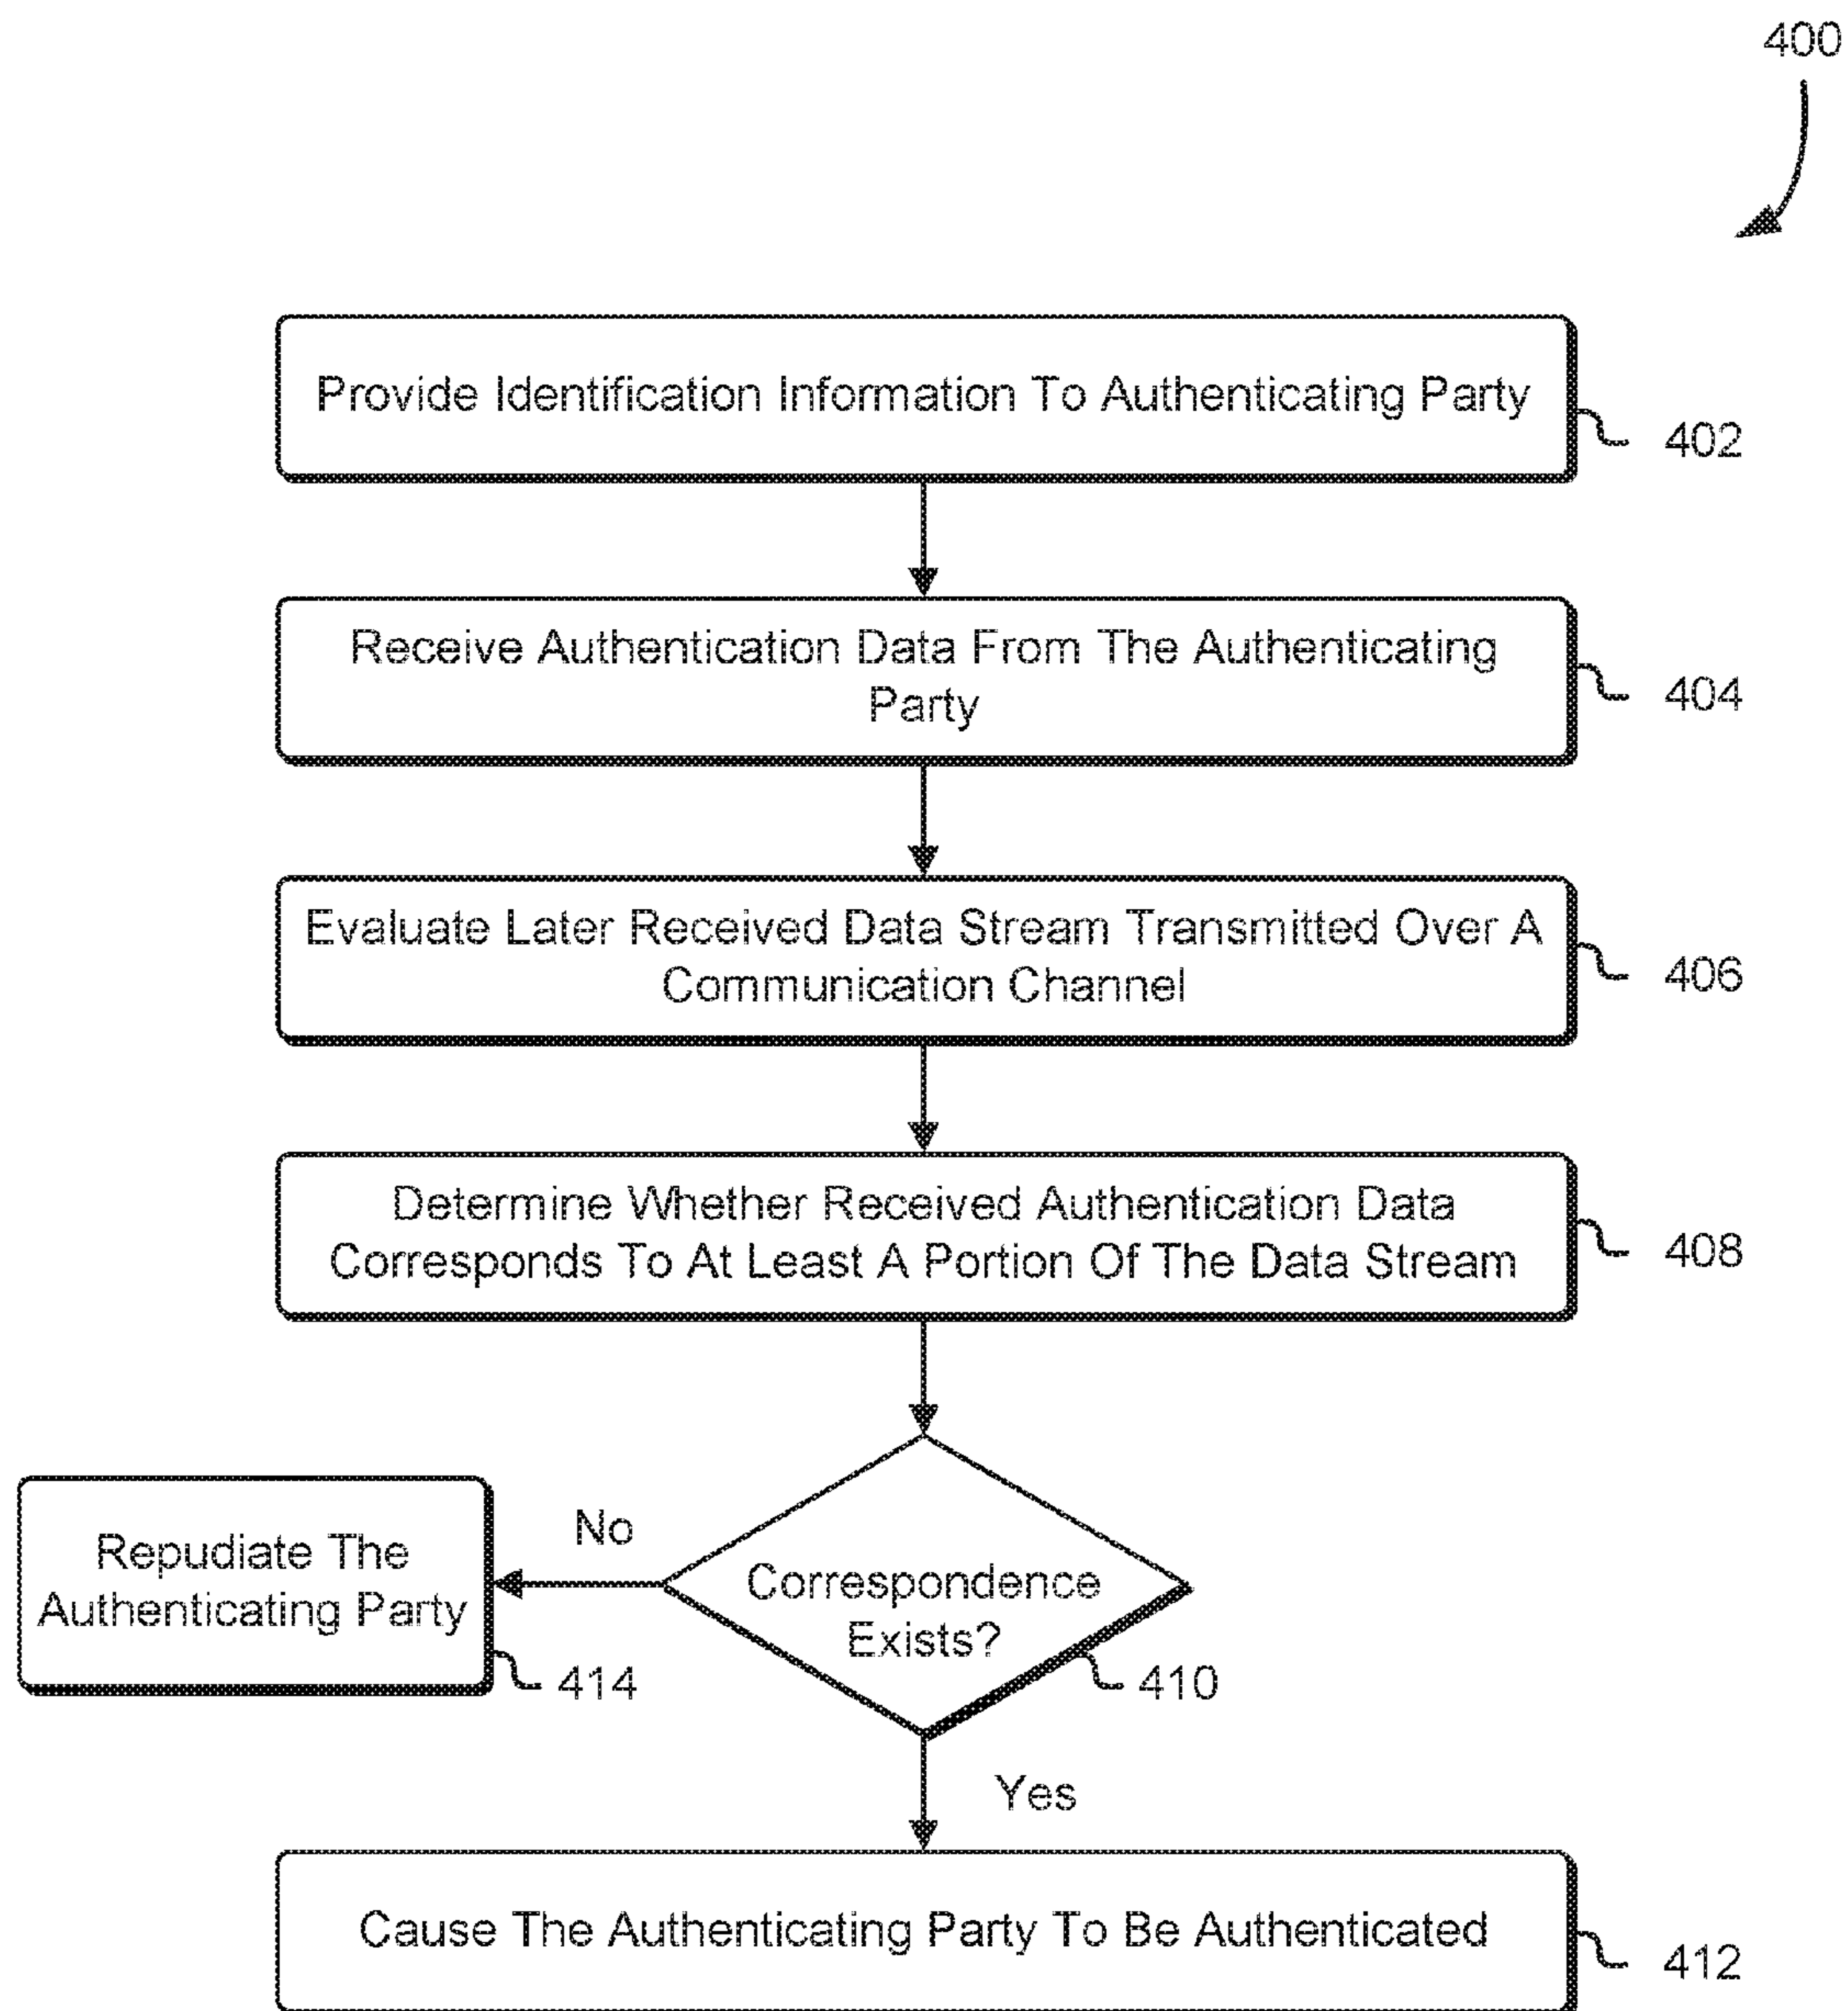 400
Provide Identification Information To Authenticating Party
402
Receive Authentication Data From The Authenticating
Party
404
Evaluate Later Received Data Stream Transmitted Over A
Communication Channel
406
Determine Whether Received Authentication Data
Corresponds To At Least A Portion Of The Data Stream
408
Repudiate The
Authenticating Party
414
No
Correspondence
Exists?
410
Yes
Cause The Authenticating Party To Be Authenticated
412